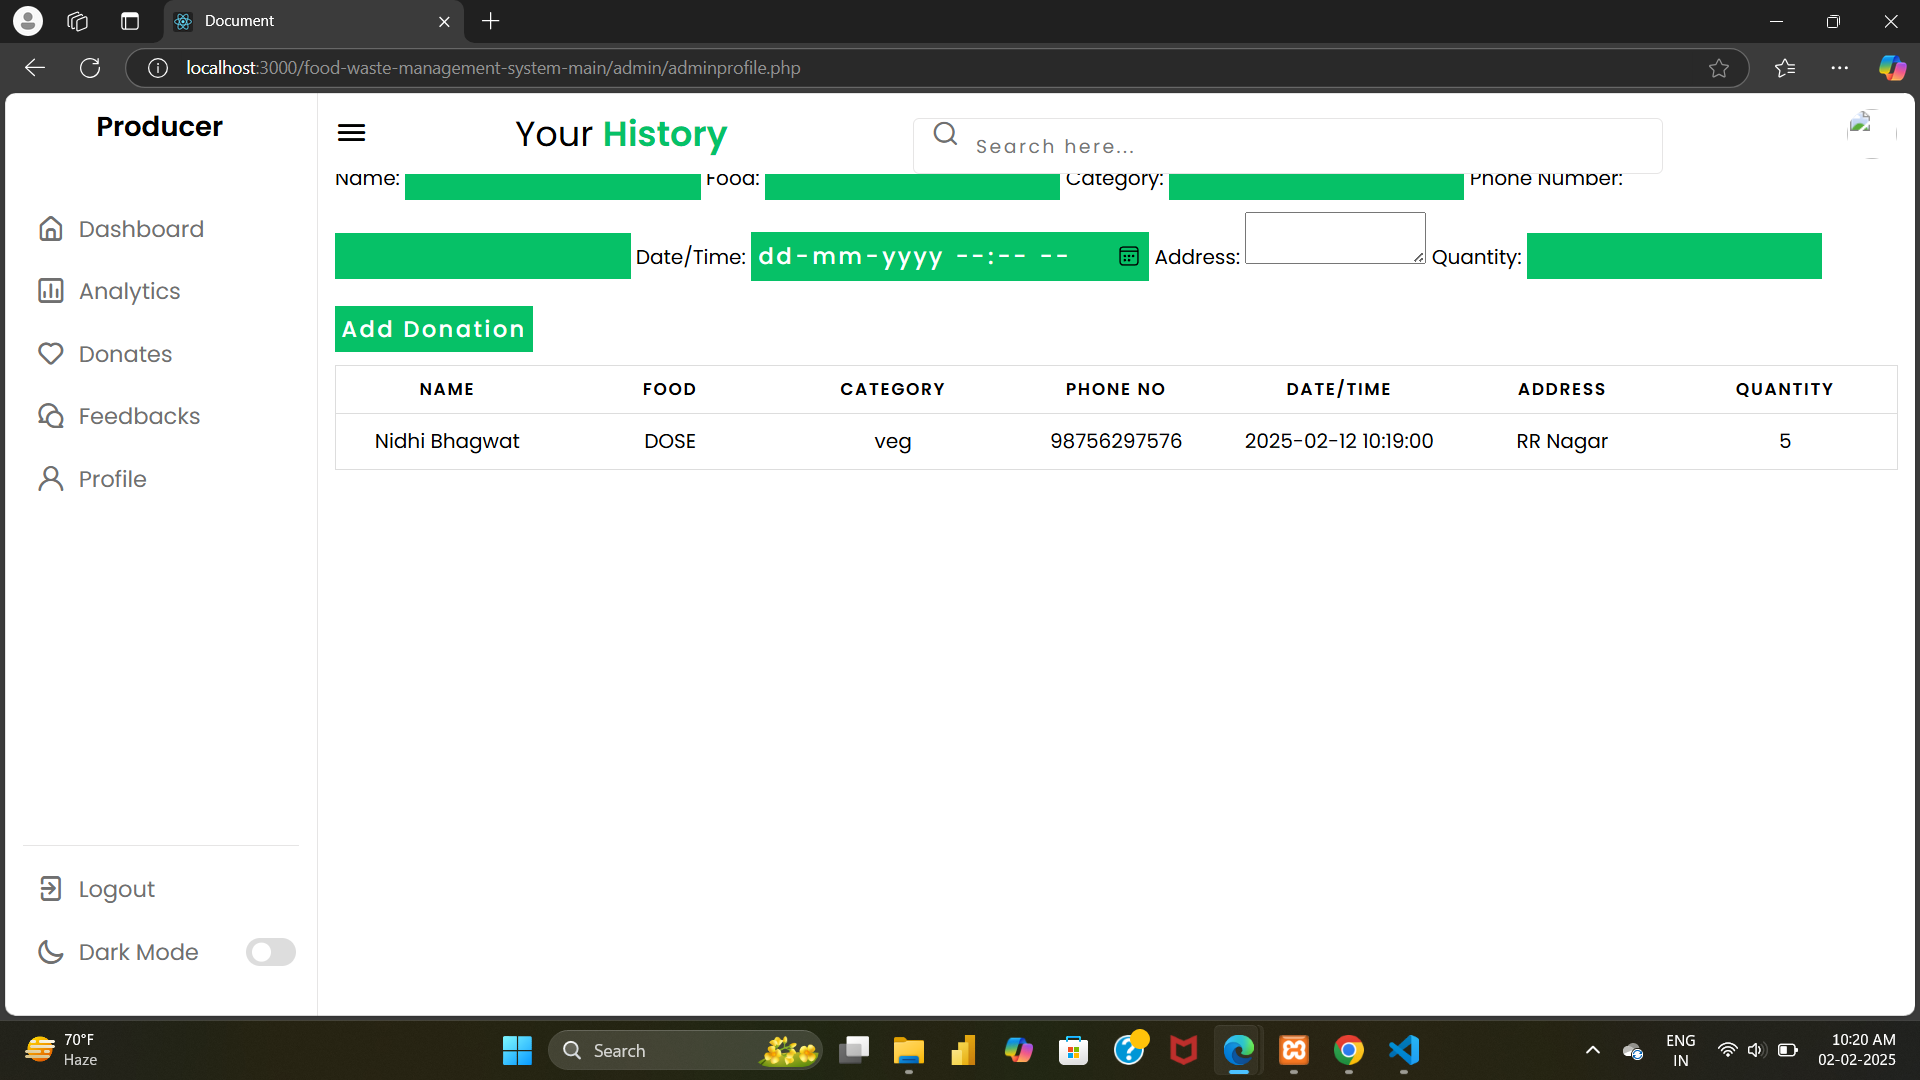 Document
localhost:3000/food-waste-management-system-main/admin/adminprofile.php
Producer
Your History
Search here...
Dashboard
Analytics
Donates
Feedbacks
Profile
Logout
Dark Mode
Name: Food: Category: Phone Number:
Date/Time: dd-mm-yyyy --:-- -- Address: Quantity:
Add Donation
NAME FOOD CATEGORY PHONE NO DATE/TIME ADDRESS QUANTITY
Nidhi Bhagwat DOSE veg 98756297576 2025-02-12 10:19:00 RR Nagar 5
70°F
Haze
Search
ENG
IN
10:20 AM
02-02-2025